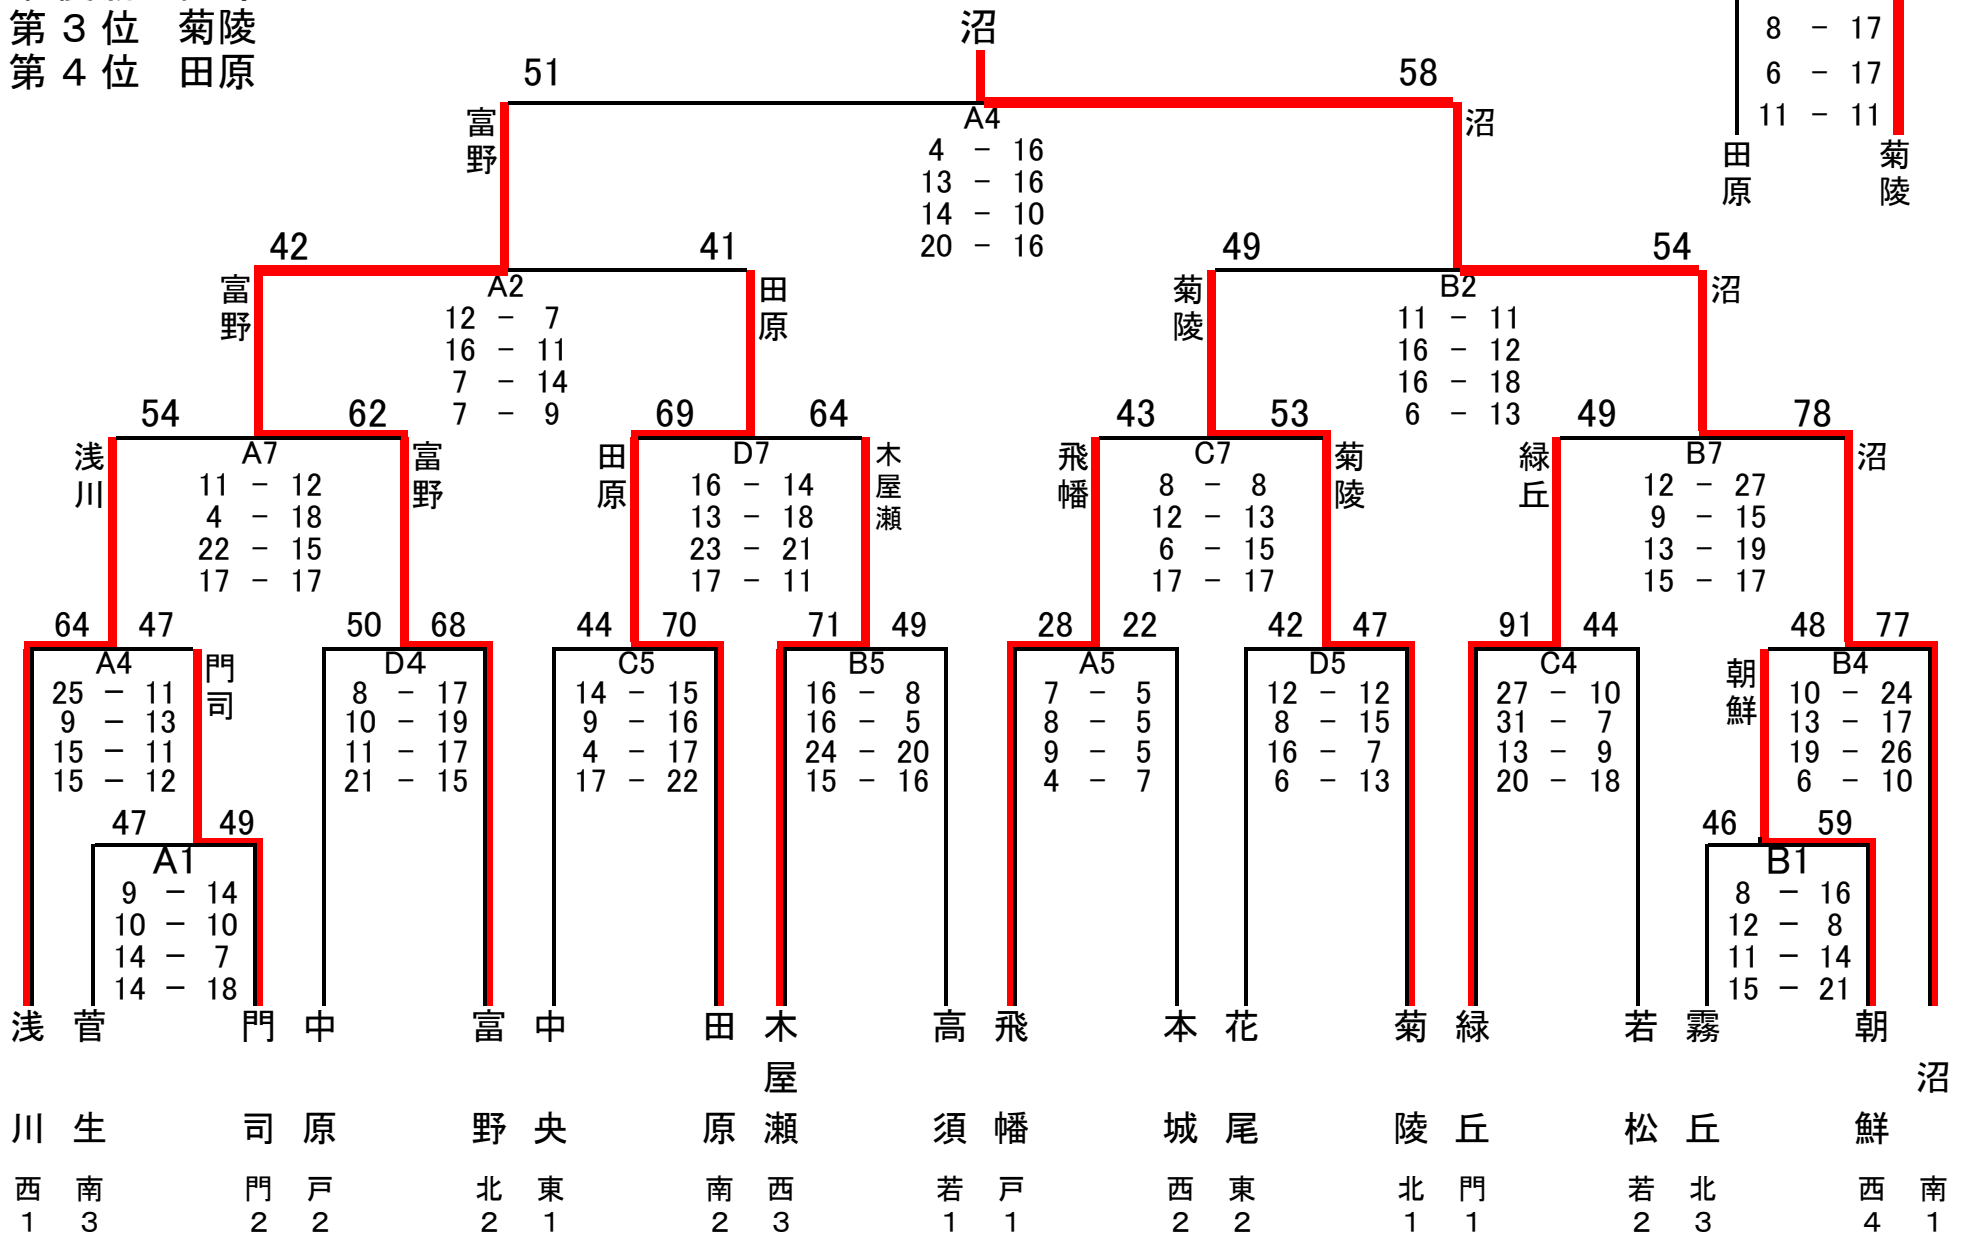 第３位 菊陵
第４位 田原
沼
8 － 17
6 － 17
11 － 11
田原
菊陵
51 58
富野
沼
A4
4 － 16
13 － 16
14 － 10
20 － 16
42 41
富野
田原
A2
12 － 7
16 － 11
7 － 14
7 － 9
49 54
菊陵
沼
B2
11 － 11
16 － 12
16 － 18
6 － 13
54 62
浅川
富野
A7
11 － 12
4 － 18
22 － 15
17 － 17
69 64
田原
木屋瀬
D7
16 － 14
13 － 18
23 － 21
17 － 11
43 53
飛幡
菊陵
C7
8 － 8
12 － 13
6 － 15
17 － 17
49 78
緑丘
沼
B7
12 － 27
9 － 15
13 － 19
15 － 17
64 47
門司
A4
25 － 11
9 － 13
15 － 11
15 － 12
50 68
D4
8 － 17
10 － 19
11 － 17
21 － 15
44 70
C5
14 － 15
9 － 16
4 － 17
17 － 22
71 49
B5
16 － 8
16 － 5
24 － 20
15 － 16
28 22
A5
7 － 5
8 － 5
9 － 5
4 － 7
42 47
D5
12 － 12
8 － 15
16 － 7
6 － 13
91 44
C4
27 － 10
31 － 7
13 － 9
20 － 18
48 77
朝鮮
B4
10 － 24
13 － 17
19 － 26
6 － 10
47 49
A1
9 － 14
10 － 10
14 － 7
14 － 18
46 59
B1
8 － 16
12 － 8
11 － 14
15 － 21
浅川
西1
菅生
南3
門司
門2
中原
戸2
富野
北2
中央
東1
田原
南2
木屋瀬
西3
高須
若1
飛幡
戸1
本城
西2
花尾
東2
菊陵
北1
緑丘
門1
若松
若2
霧丘
北3
朝鮮
西4
沼
南1